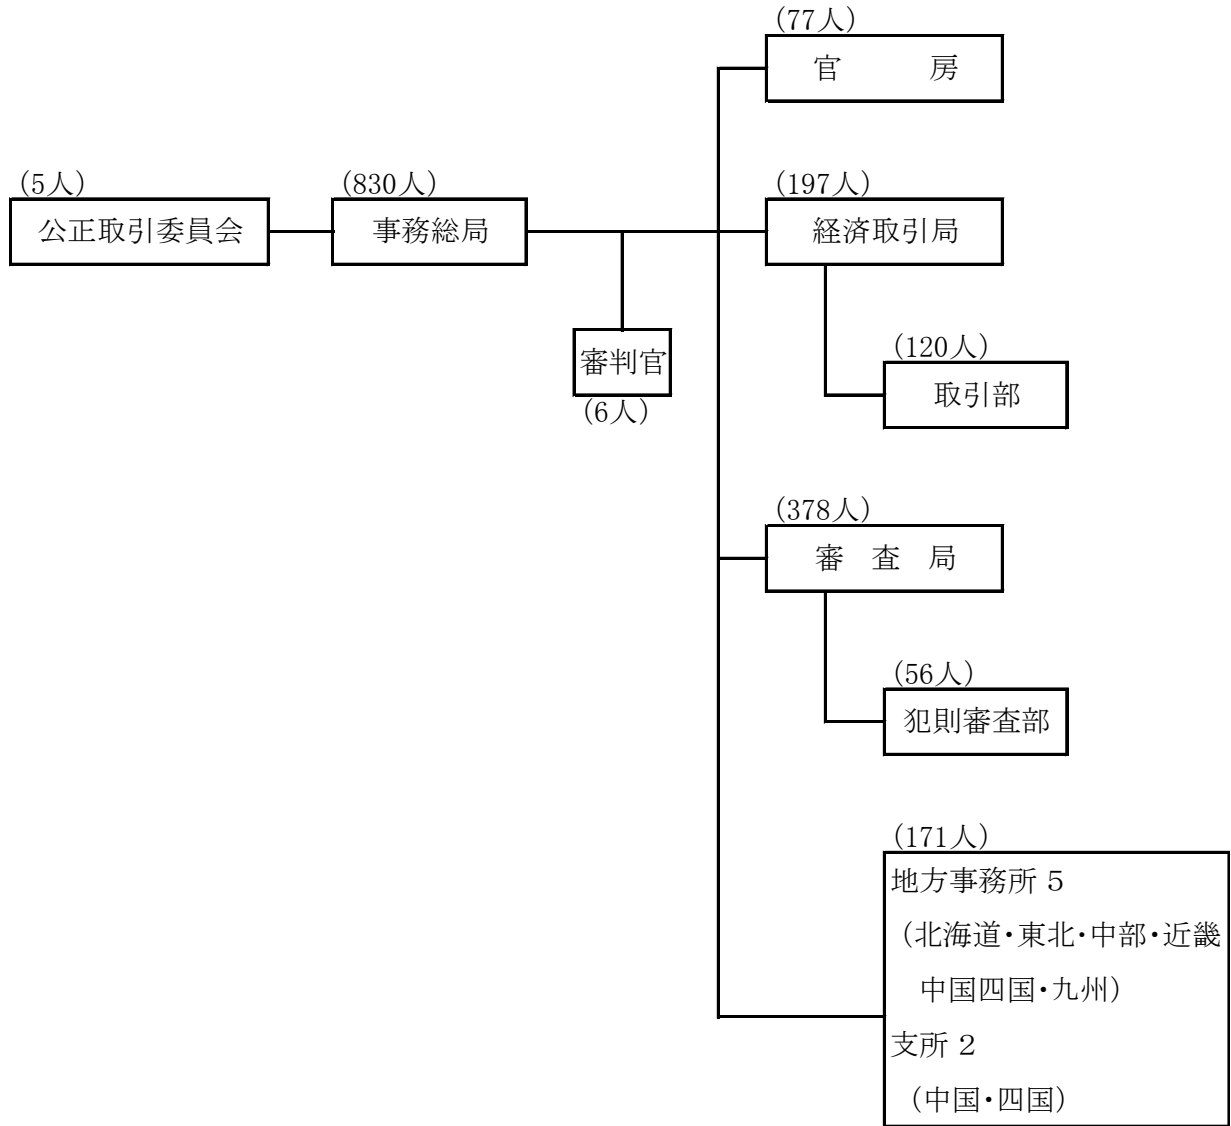 (77人)
官 房
(5人)
公正取引委員会
(830人)
事務総局
(197人)
経済取引局
審判官
(6人)
(120人)
取引部
(378人)
審 査 局
(56人)
犯則審査部
(171人)
地方事務所 5
(北海道・東北・中部・近畿
中国四国・九州)
支所 2
(中国・四国)